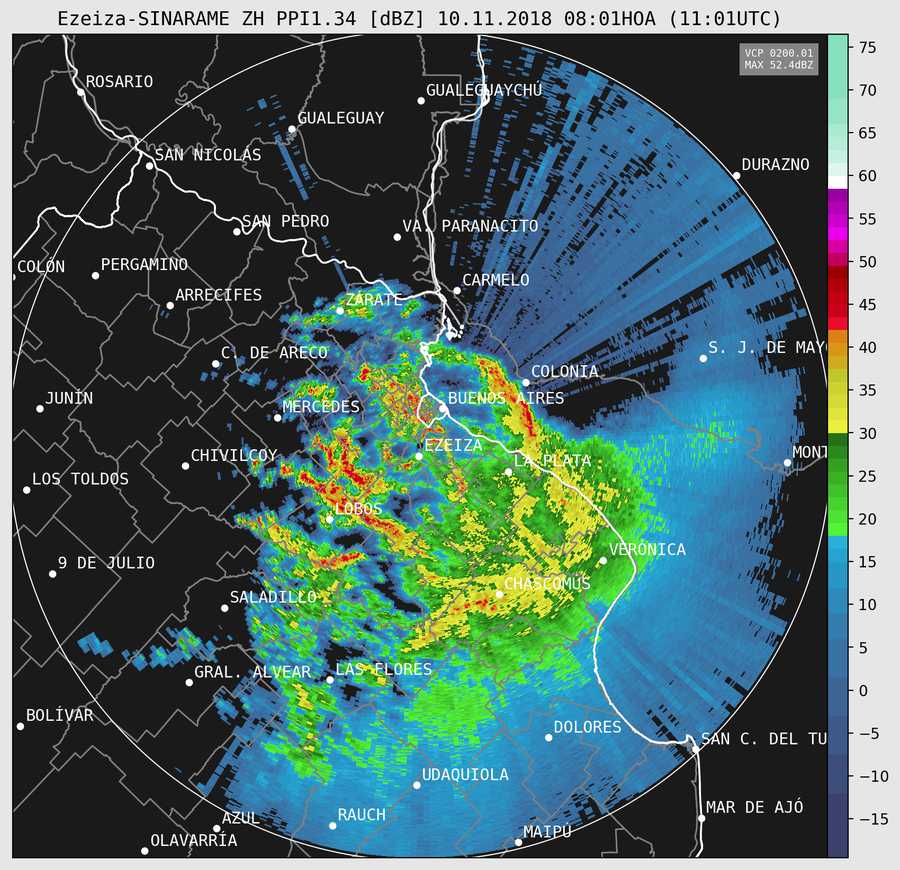 Ezeiza-SINARAME ZH PPI1.34 [dBZ] 10.11.2018 08:01HOA (11:01UTC)
VCP 0200.01
MAX 52.4dBZ
75
ROSARIO
GUALEGUAYCHÚ
70
GUALEGUAY
65
SAN NICOLÁS
DURAZNO
60
SAN PEDRO
VA. PARANACITO
55
COLÓN
PERGAMINO
CARMELO
50
ARRECIFES
ZÁRATE
45
C. DE ARECO
S. J. DE MAY
40
COLONIA
JUNÍN
MERCEDES
BUENOS AIRES
35
EZEIZA
MONT
30
CHIVILCOY
LA PLATA
LOS TOLDOS
25
LOBOS
20
VERÓNICA
15
9 DE JULIO
CHASCOMÚS
SALADILLO
10
5
GRAL. ALVEAR
LAS FLORES
0
BOLÍVAR
DOLORES
SAN C. DEL TU
−5
UDAQUIOLA
−10
MAR DE AJÓ
AZUL
RAUCH
−15
OLAVARRÍA
MAIPÚ